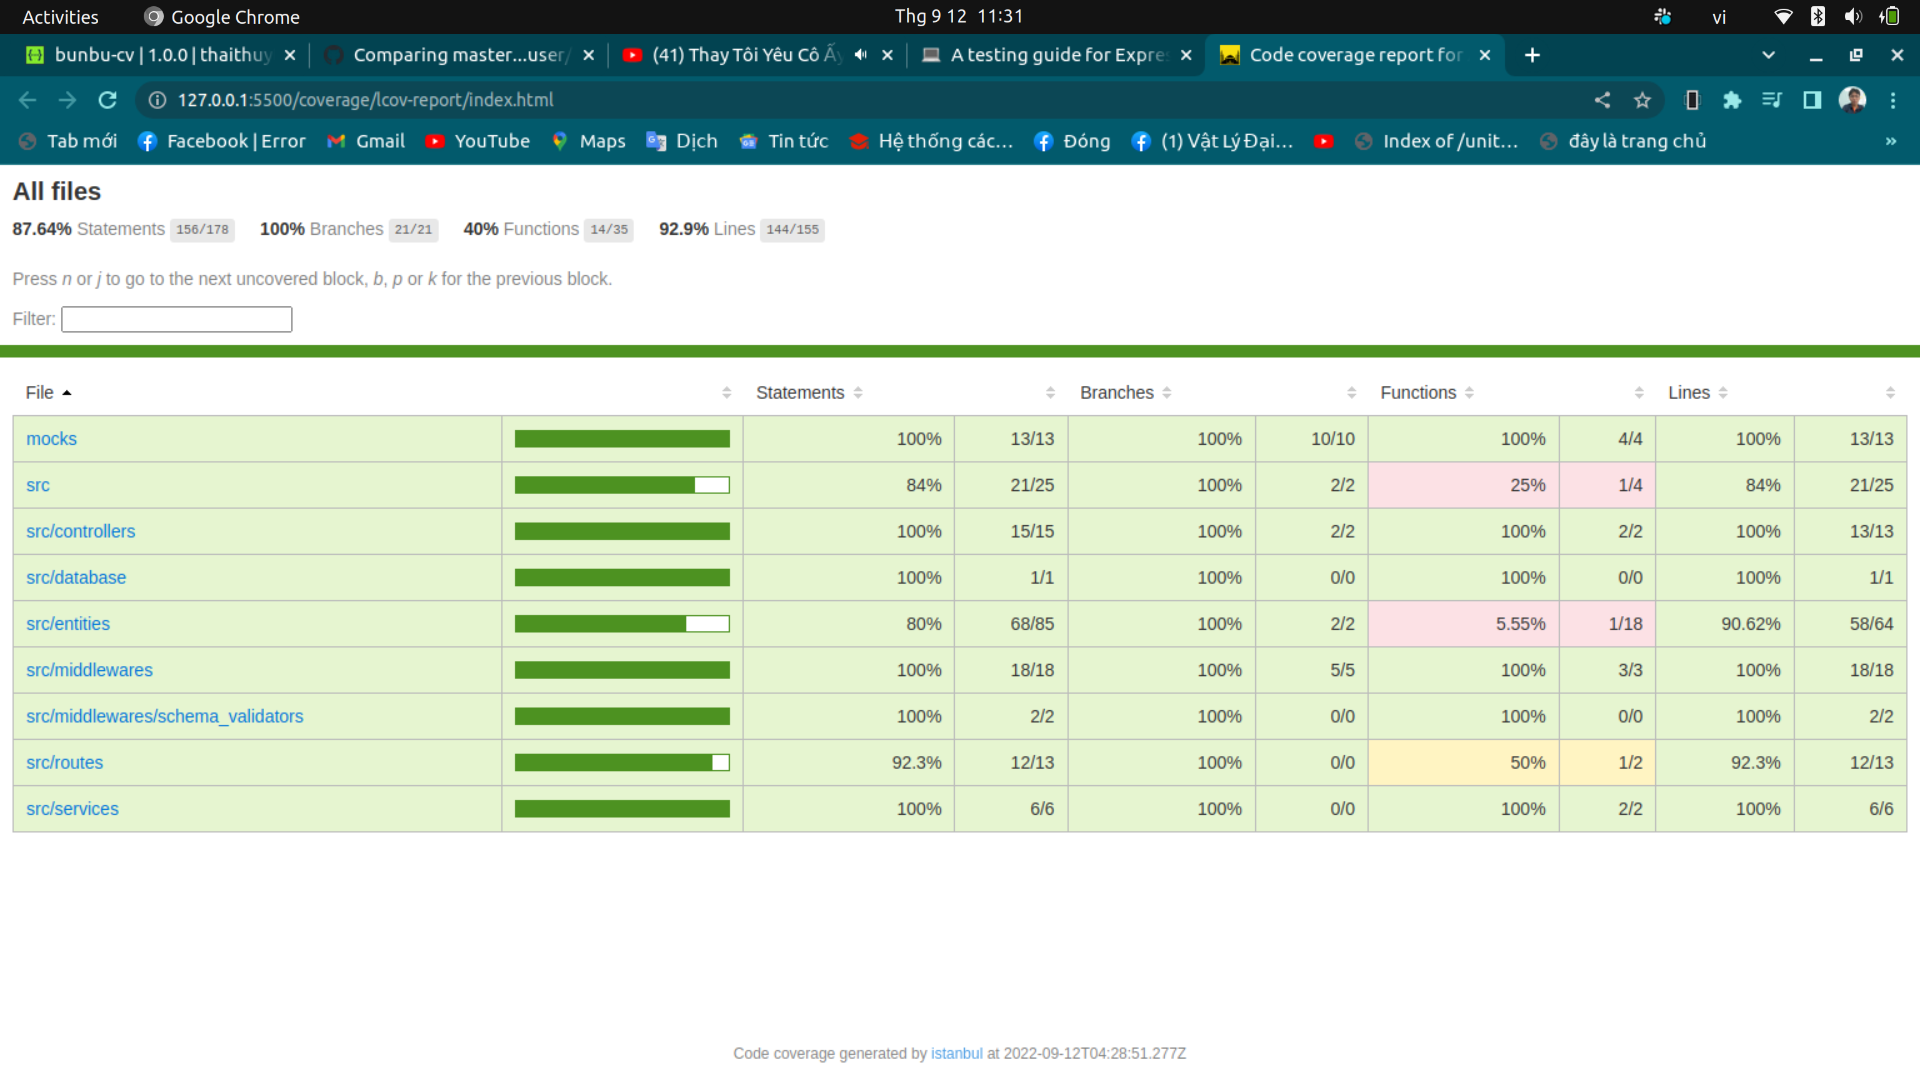 Activities Google Chrome Thg 9 12 11:31 vi
bunbu-cv | 1.0.0 | thaithuy Comparing master...user/ (41) Thay Tôi Yêu Cô Ấy A testing guide for Expres Code coverage report for
127.0.0.1:5500/coverage/lcov-report/index.html
Tab mới Facebook | Error Gmail YouTube Maps Dịch Tin tức Hệ thống các... Đóng (1) Vật Lý Đại... Index of /unit... đây là trang chủ »
All files
87.64% Statements 156/178 100% Branches 21/21 40% Functions 14/35 92.9% Lines 144/155
Press n or j to go to the next uncovered block, b, p or k for the previous block.
Filter:
File Statements Branches Functions Lines
mocks 100% 13/13 100% 10/10 100% 4/4 100% 13/13
src 84% 21/25 100% 2/2 25% 1/4 84% 21/25
src/controllers 100% 15/15 100% 2/2 100% 2/2 100% 13/13
src/database 100% 1/1 100% 0/0 100% 0/0 100% 1/1
src/entities 80% 68/85 100% 2/2 5.55% 1/18 90.62% 58/64
src/middlewares 100% 18/18 100% 5/5 100% 3/3 100% 18/18
src/middlewares/schema_validators 100% 2/2 100% 0/0 100% 0/0 100% 2/2
src/routes 92.3% 12/13 100% 0/0 50% 1/2 92.3% 12/13
src/services 100% 6/6 100% 0/0 100% 2/2 100% 6/6
Code coverage generated by istanbul at 2022-09-12T04:28:51.277Z